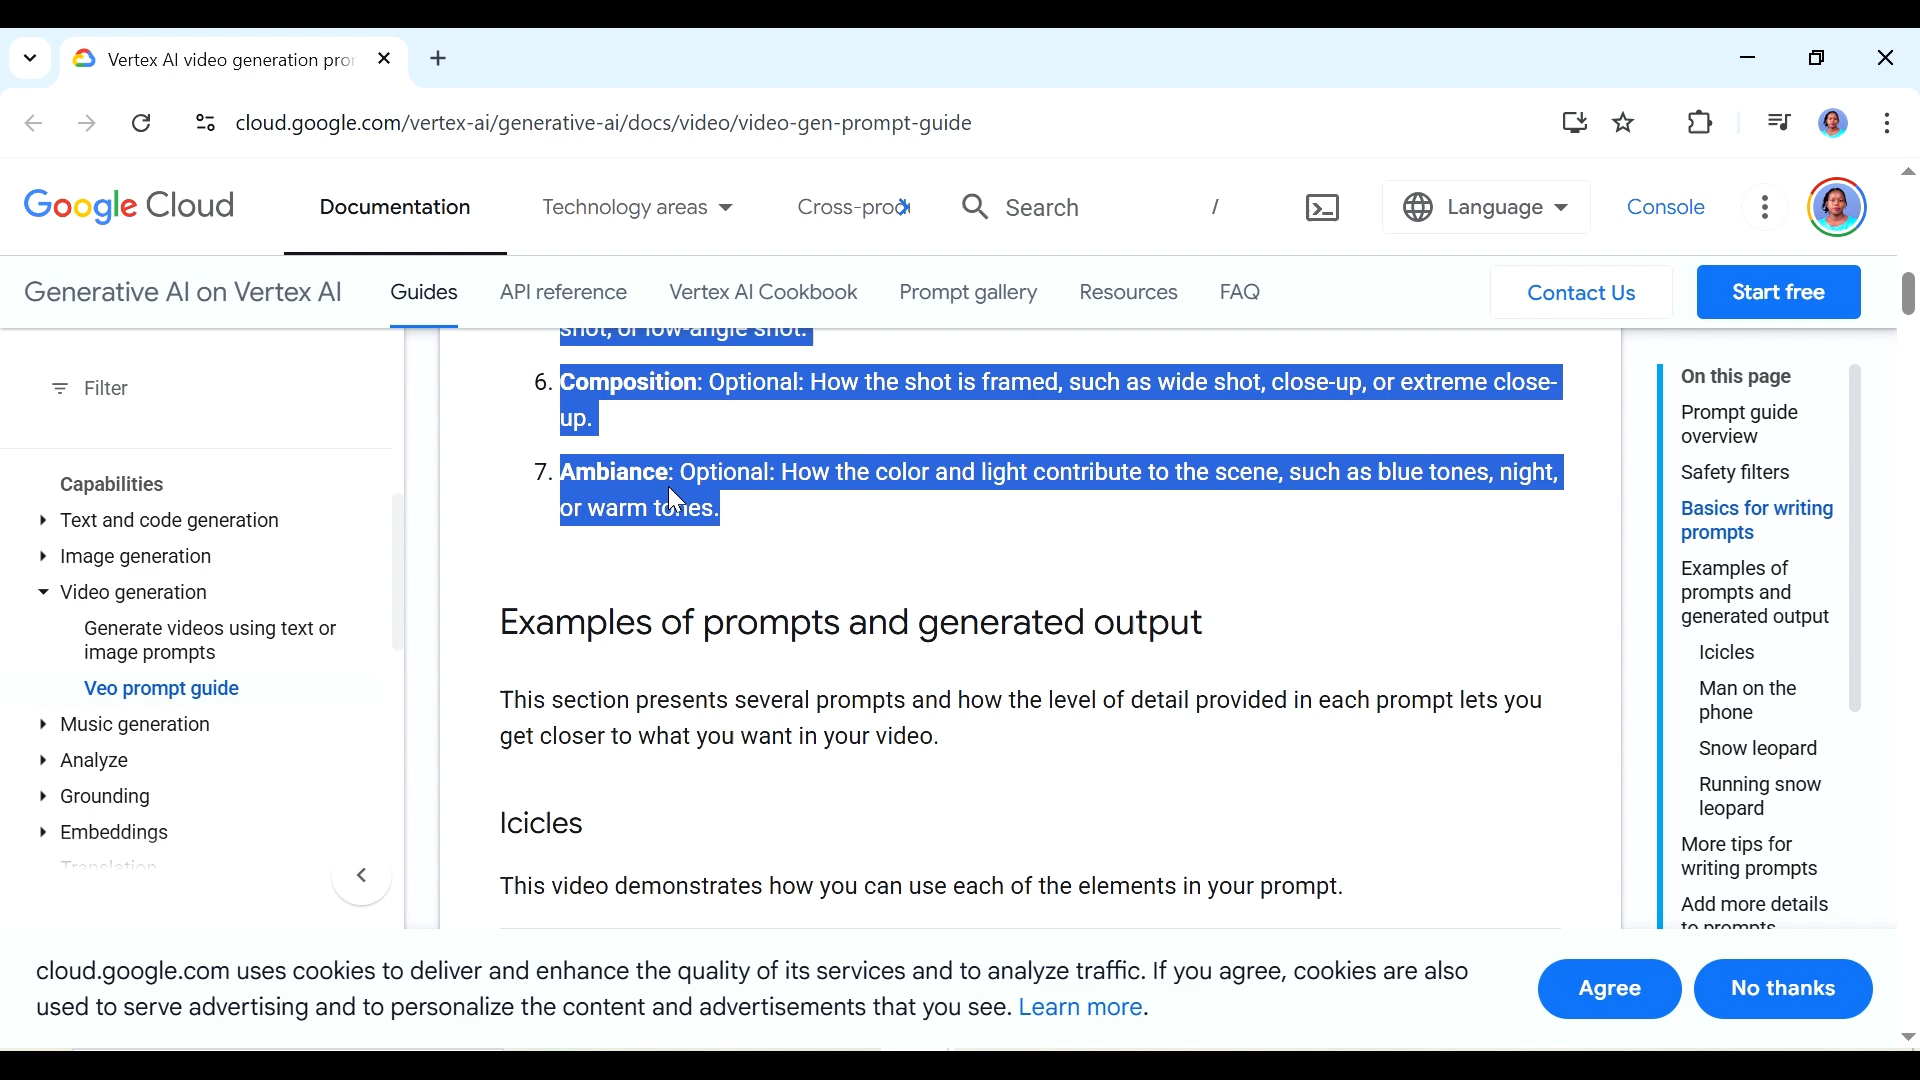 Vertex AI video generation pror
cloud.google.com/vertex-ai/generative-ai/docs/video/video-gen-prompt-guide
Google Cloud
Documentation
Technology areas
Search
/
Language
Console
Generative AI on Vertex AI
Guides
API reference
Vertex AI Cookbook
Prompt gallery
Resources
FAQ
Contact Us
Start free
Filter
Capabilities
Text and code generation
Image generation
Video generation
Generate videos using text or
image prompts
Veo prompt guide
Music generation
Analyze
Grounding
Embeddings
Translation
shot, or low-angle shot.
6. Composition: Optional: How the shot is framed, such as wide shot, close-up, or extreme close-
up.
7. Ambiance: Optional: How the color and light contribute to the scene, such as blue tones, night,
or warm tones.
Examples of prompts and generated output
This section presents several prompts and how the level of detail provided in each prompt lets you
get closer to what you want in your video.
Icicles
This video demonstrates how you can use each of the elements in your prompt.
On this page
Prompt guide
overview
Safety filters
Basics for writing
prompts
Examples of
prompts and
generated output
Icicles
Man on the
phone
Snow leopard
Running snow
leopard
More tips for
writing prompts
Add more details
to prompts
cloud.google.com uses cookies to deliver and enhance the quality of its services and to analyze traffic. If you agree, cookies are also
used to serve advertising and to personalize the content and advertisements that you see. Learn more.
Agree
No thanks